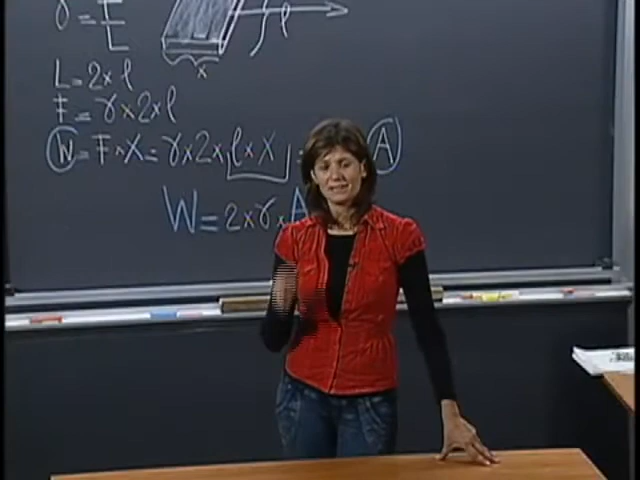 γ = F/L
l
x
L = 2×l
F = γ×2×l
W = F×X = γ×2×l×X = A
W = 2×γ×A